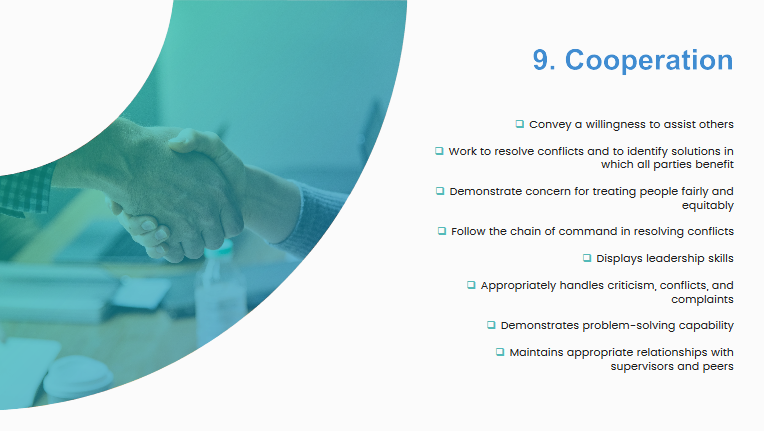 9. Cooperation
❑ Convey a willingness to assist others
❑ Work to resolve conflicts and to identify solutions in
which all parties benefit
❑ Demonstrate concern for treating people fairly and
equitably
❑ Follow the chain of command in resolving conflicts
❑ Displays leadership skills
❑ Appropriately handles criticism, conflicts, and
complaints
❑ Demonstrates problem-solving capability
❑ Maintains appropriate relationships with
supervisors and peers